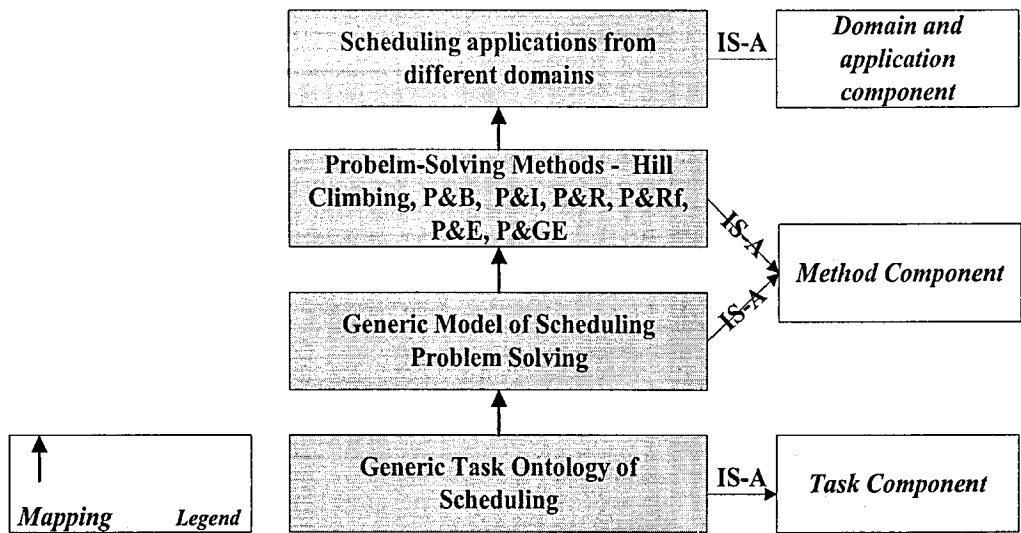 Scheduling applications from
different domains
IS-A
Domain and
application
component
Probelm-Solving Methods - Hill
Climbing, P&B, P&I, P&R, P&Rf,
P&E, P&GE
IS-A
Method Component
IS-A
Generic Model of Scheduling
Problem Solving
Generic Task Ontology of
Scheduling
IS-A
Task Component
Mapping Legend